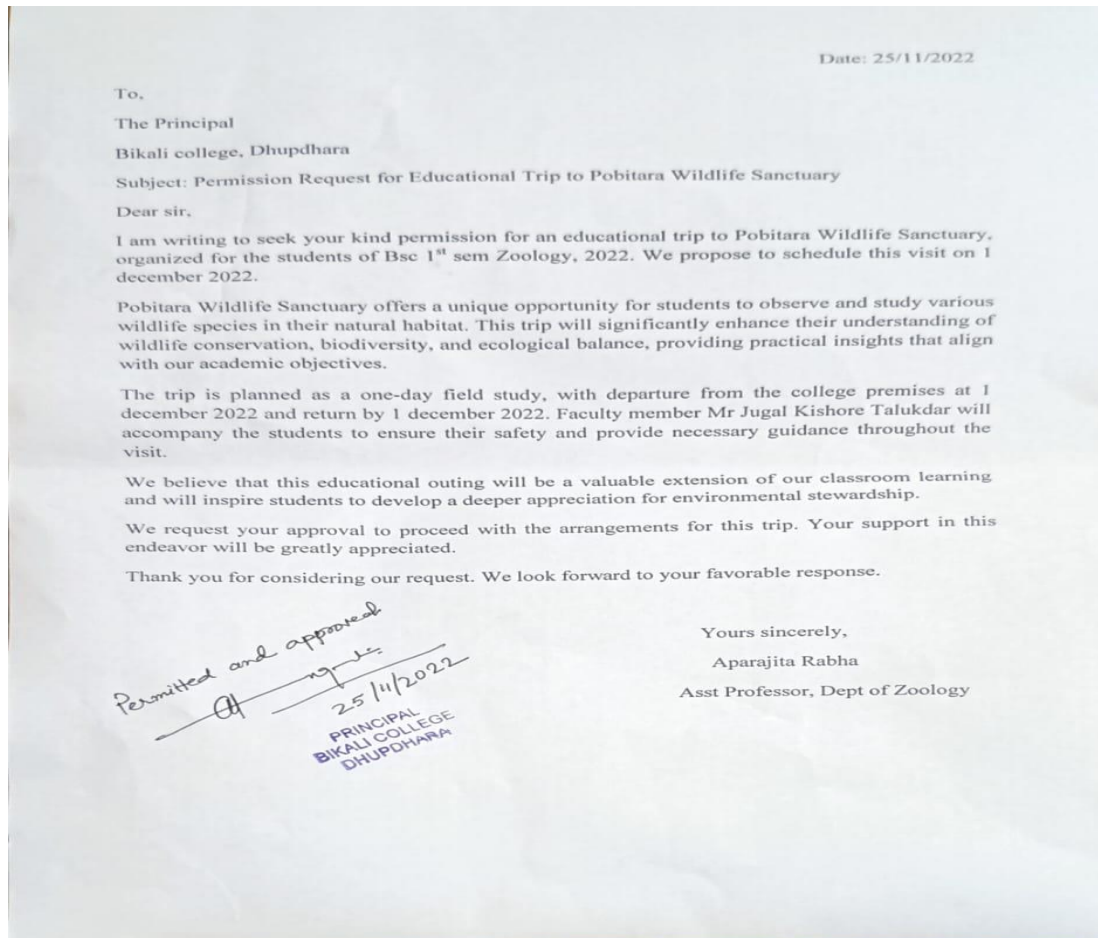 Date: 25/11/2022
To,
The Principal
Bikali college, Dhupdhara
Subject: Permission Request for Educational Trip to Pobitara Wildlife Sanctuary
Dear sir,
I am writing to seek your kind permission for an educational trip to Pobitara Wildlife Sanctuary,
organized for the students of Bsc 1st sem Zoology, 2022. We propose to schedule this visit on 1
december 2022.
Pobitara Wildlife Sanctuary offers a unique opportunity for students to observe and study various
wildlife species in their natural habitat. This trip will significantly enhance their understanding of
wildlife conservation, biodiversity, and ecological balance, providing practical insights that align
with our academic objectives.
The trip is planned as a one-day field study, with departure from the college premises at 1
december 2022 and return by 1 december 2022. Faculty member Mr Jugal Kishore Talukdar will
accompany the students to ensure their safety and provide necessary guidance throughout the
visit.
We believe that this educational outing will be a valuable extension of our classroom learning
and will inspire students to develop a deeper appreciation for environmental stewardship.
We request your approval to proceed with the arrangements for this trip. Your support in this
endeavor will be greatly appreciated.
Thank you for considering our request. We look forward to your favorable response.
Permitted and approved
25/11/2022
PRINCIPAL
BIKALI COLLEGE
DHUPDHARA
Yours sincerely,
Aparajita Rabha
Asst Professor, Dept of Zoology